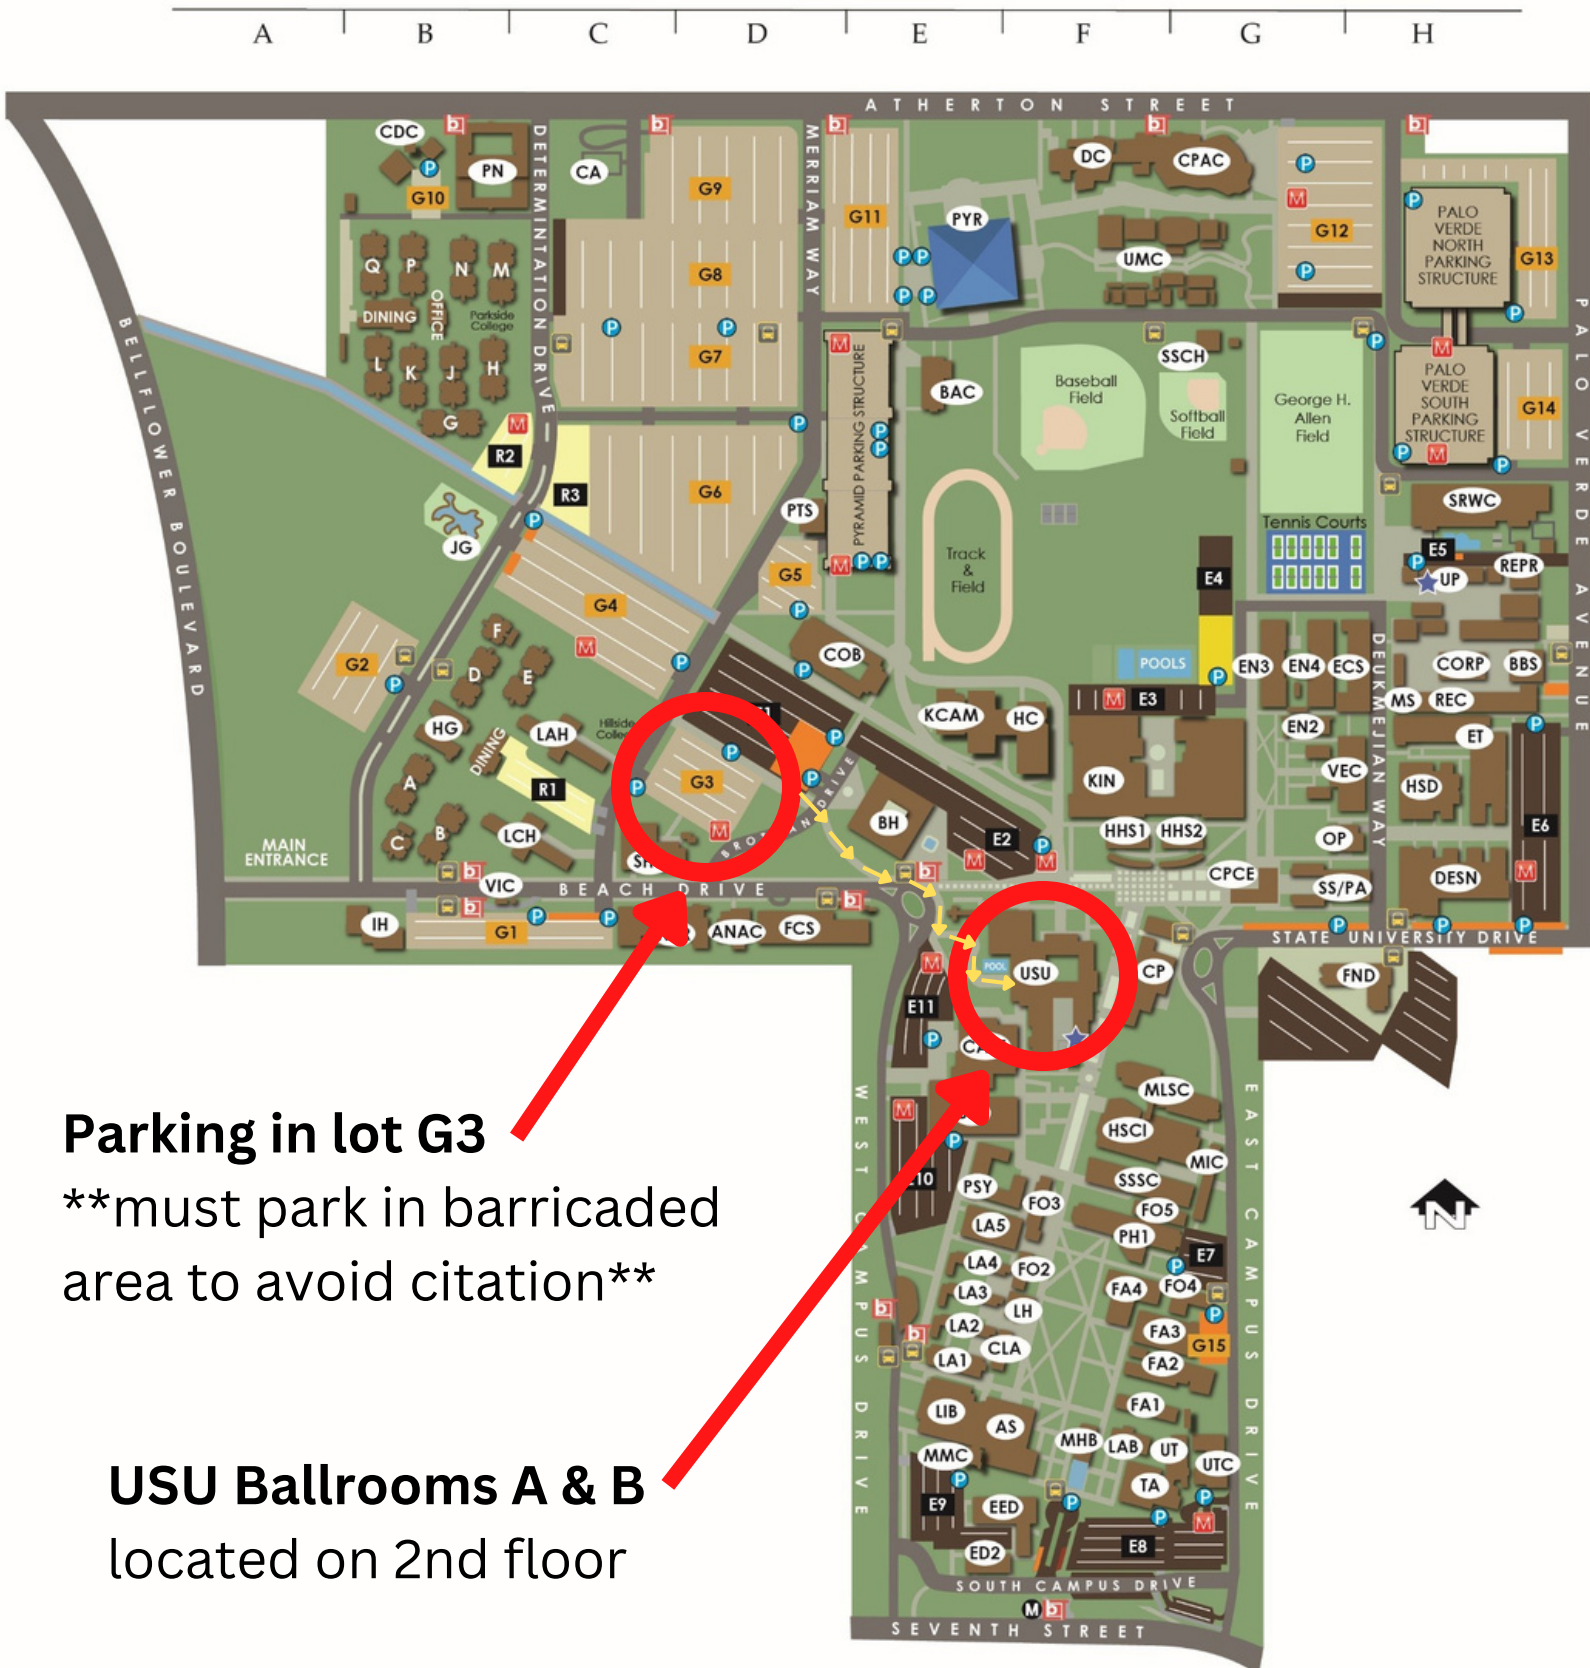 A B C D E F G H
ATHERTON STREET
CDC
PN
G10
DETERMINTATION DRIVE
CA
G9
MERRIAM WAY
G11
PYR
DC
CPAC
G12
PALO
VERDE
NORTH
PARKING
STRUCTURE
G13
Q P N M
G8
UMC
DINING
OFFICE
Parkside
College
L K J H
G7
G
BELLFLOWER BOULEVARD
PYRAMID PARKING STRUCTURE
BAC
Baseball
Field
SSCH
Softball
Field
George H.
Allen
Field
PALO
VERDE
SOUTH
PARKING
STRUCTURE
G14
PALO VERDE AVENUE
R2
R3
G6
PTS
SRWC
JG
Track
&
Field
Tennis Courts
E5
UP
REPR
G5
E4
G4
F
G2
D
E
COB
POOLS
EN3
EN4
ECS
DEUKMEJIAN WAY
CORP
BBS
MS
REC
HG
DINING
LAH
Hillside
KCAM
HC
E3
EN2
ET
A
R1
G3
BROTMAN DRIVE
KIN
VEC
HSD
C
B
LCH
BH
E2
HHS1
HHS2
OP
E6
MAIN
ENTRANCE
VIC
BEACH DRIVE
CPCE
SS/PA
DESN
IH
G1
ANAC
FCS
STATE UNIVERSITY DRIVE
POOL
USU
CP
FND
E11
WEST CAMPUS DRIVE
EAST CAMPUS DRIVE
MLSC
HSCI
MIC
Parking in lot G3
**must park in barricaded
area to avoid citation**
E10
PSY
FO3
SSSC
FO5
N
LA5
PH1
E7
LA4
FO2
FA4
FO4
LA3
LH
LA2
CLA
FA3
G15
LA1
FA2
LIB
AS
FA1
MMC
MHB
LAB
UT
UTC
USU Ballrooms A & B
located on 2nd floor
TA
E9
EED
E8
ED2
SOUTH CAMPUS DRIVE
M
b
SEVENTH STREET